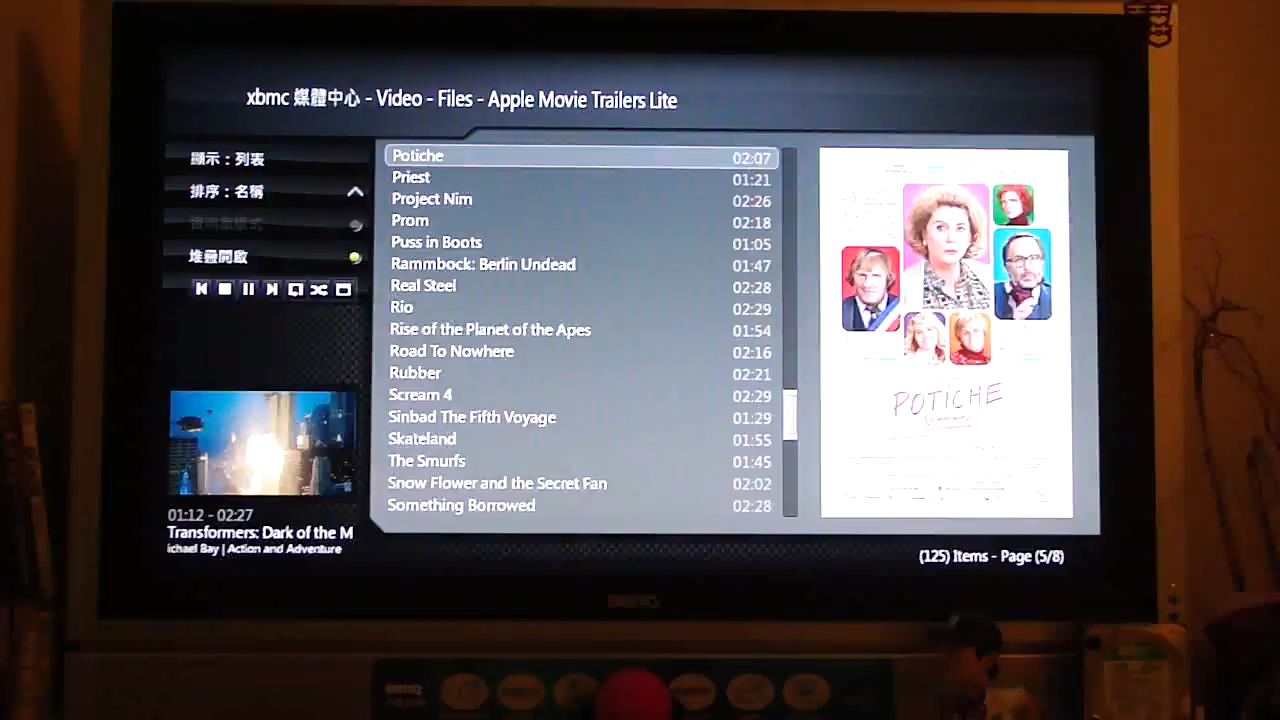 xbmc 媒體中心 - Video - Files - Apple Movie Trailers Lite
顯示：列表
排序：名稱
堆疊開啟
Potiche 02:07
Priest 01:21
Project Nim 02:26
Prom 02:18
Puss in Boots 01:05
Rammbock: Berlin Undead 01:47
Real Steel 02:28
Rio 02:29
Rise of the Planet of the Apes 01:54
Road To Nowhere 02:16
Rubber 02:21
Scream 4 02:29
Sinbad The Fifth Voyage 01:29
Skateland 01:55
The Smurfs 01:45
Snow Flower and the Secret Fan 02:02
Something Borrowed 02:28
POTICHE
01:12 - 02:27
Transformers: Dark of the M
ichael Bay | Action and Adventure
(125) Items - Page (5/8)